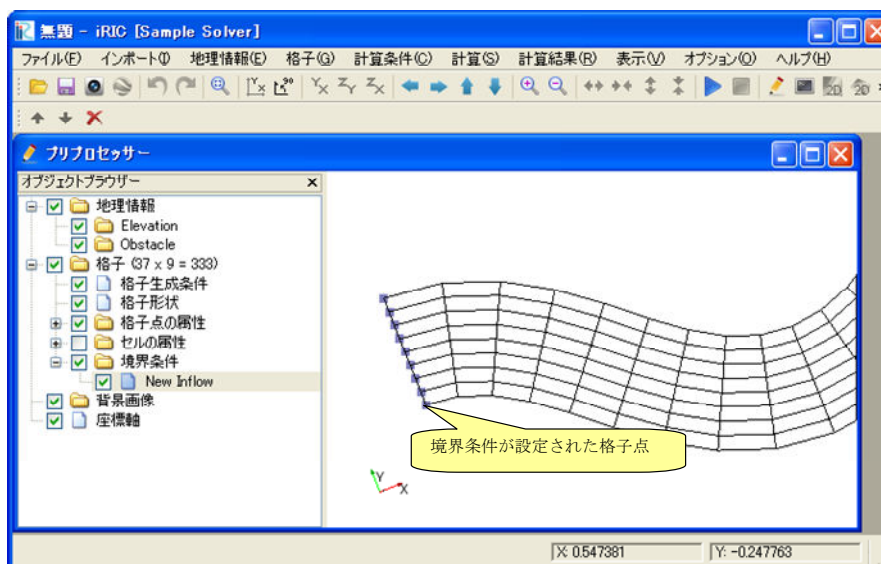 無題 - iRIC [Sample Solver]
ファイル(F) インポート(I) 地理情報(E) 格子(G) 計算条件(C) 計算(S) 計算結果(R) 表示(V) オプション(O) ヘルプ(H)
プリプロセッサー
オブジェクトブラウザー
地理情報
Elevation
Obstacle
格子 (37 x 9 = 333)
格子生成条件
格子形状
格子点の属性
セルの属性
境界条件
New Inflow
背景画像
座標軸
境界条件が設定された格子点
Y
X
X: 0.547381 Y: -0.247763